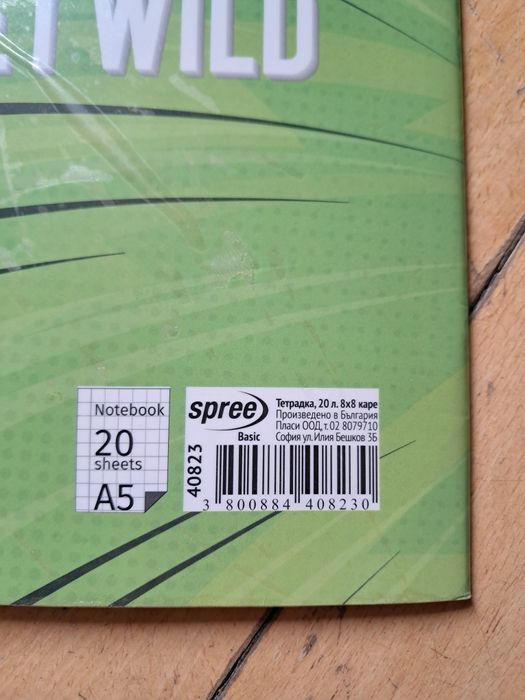 WILD
Notebook
20
sheets
A5
spree
Basic
40823
Тетрадка, 20 л. 8x8 каре
Произведено в България
Пласи ООД, т. 02 8079710
София ул. Илия Бешков 3Б
3 800884 408230